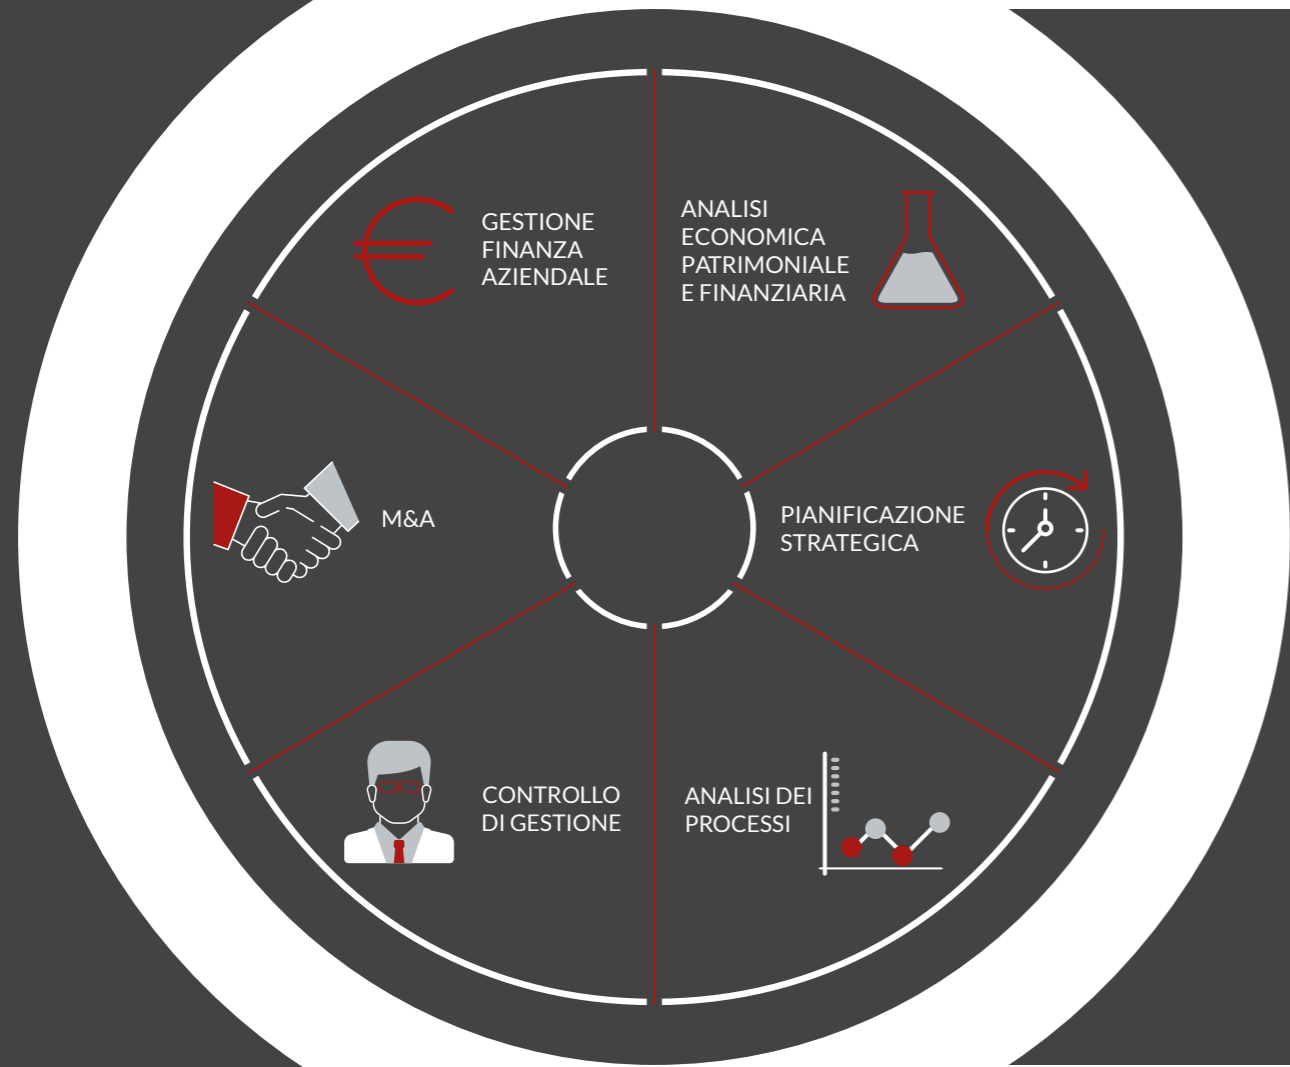 GESTIONE
FINANZA
AZIENDALE
ANALISI
ECONOMICA
PATRIMONIALE
E FINANZIARIA
M&A
PIANIFICAZIONE
STRATEGICA
CONTROLLO
DI GESTIONE
ANALISI DEI
PROCESSI